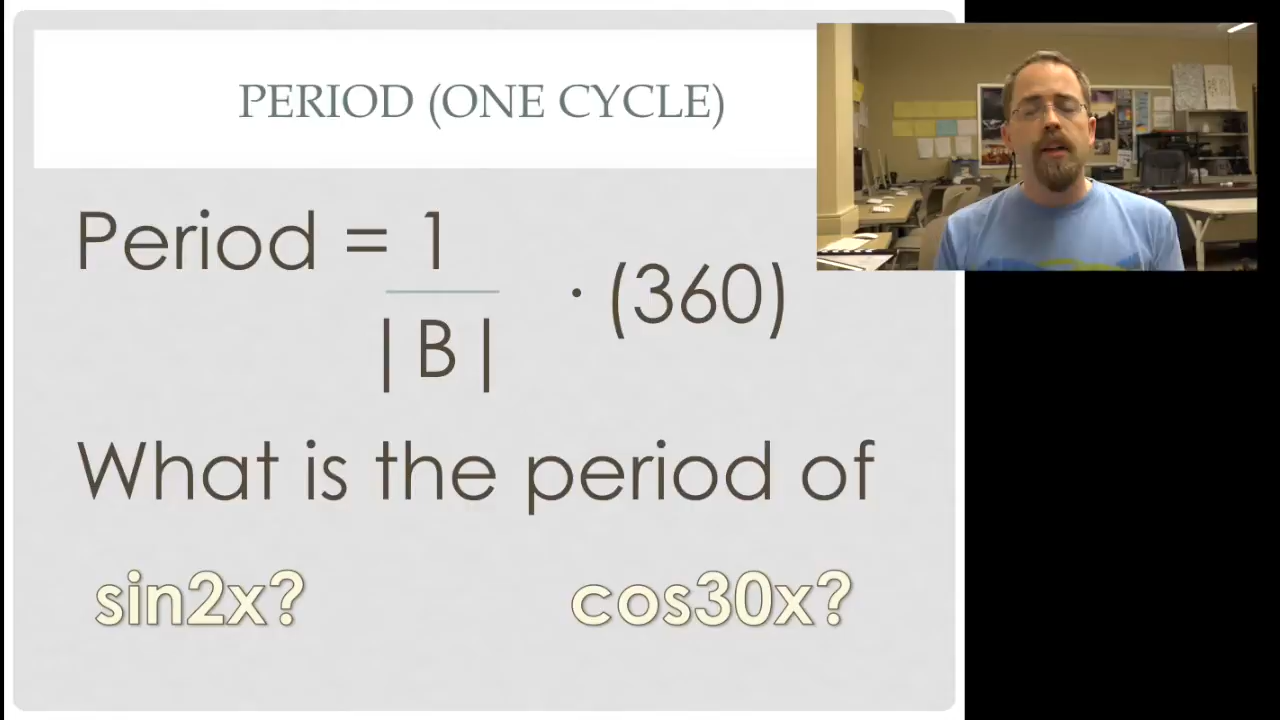 PERIOD (ONE CYCLE)
Period = 1
· (360)
|B|
What is the period of
sin2x?
cos30x?